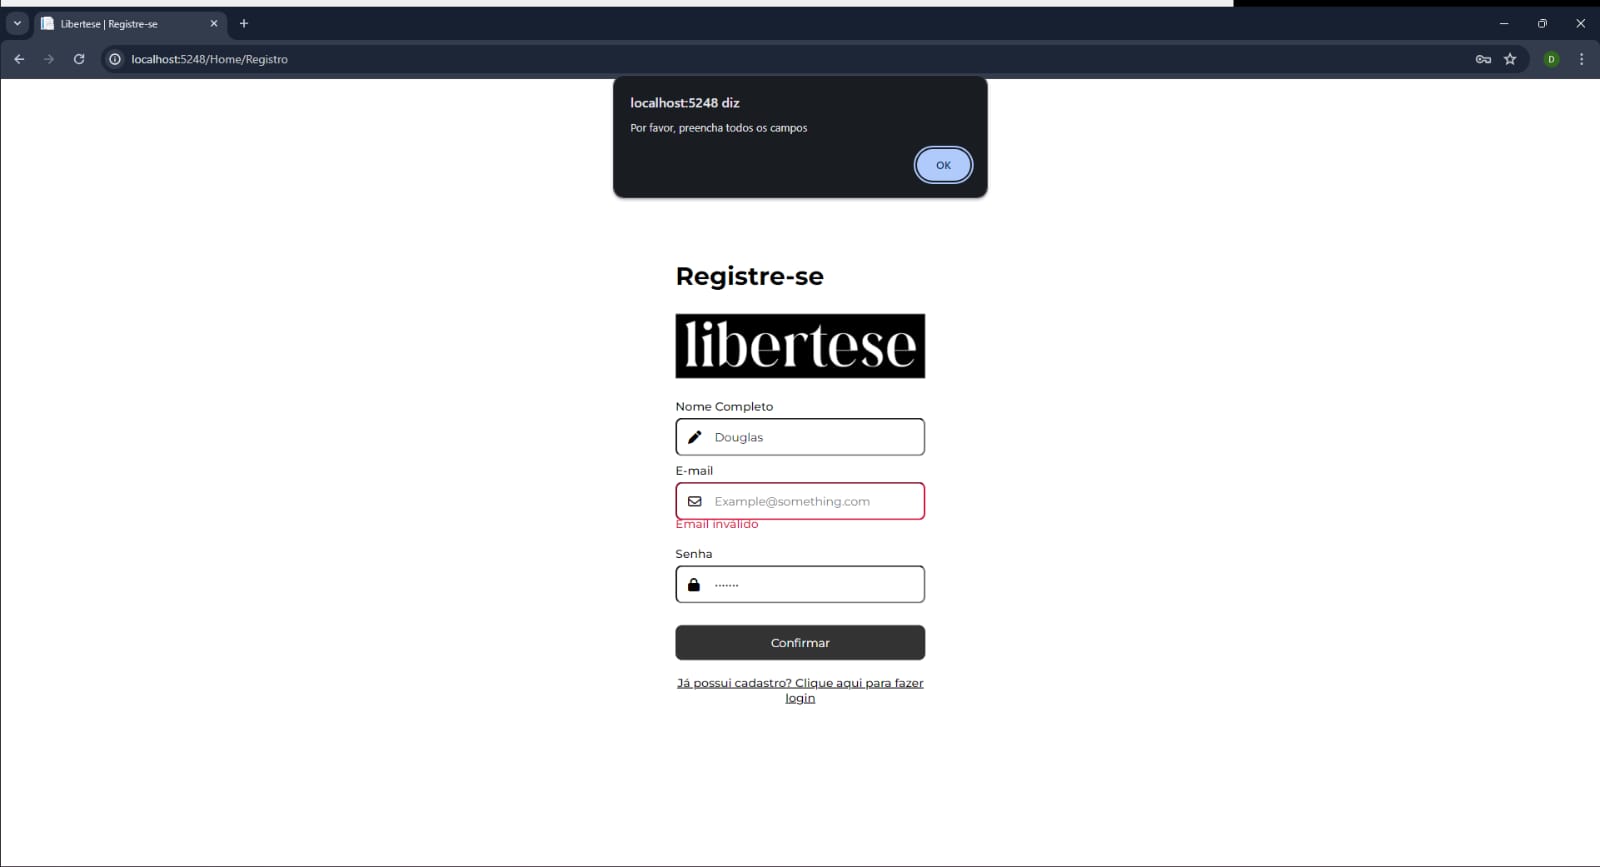 Libertese | Registre-se
localhost:5248/Home/Registro
D
localhost:5248 diz
Por favor, preencha todos os campos
OK
Registre-se
libertese
Nome Completo
Douglas
E-mail
Example@something.com
Email inválido
Senha
Confirmar
Já possui cadastro? Clique aqui para fazer
login